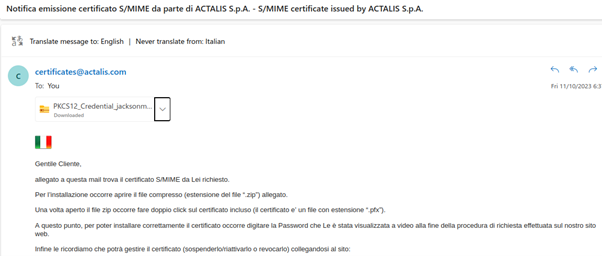 Notifica emissione certificato S/MIME da parte di ACTALIS S.p.A. - S/MIME certificate issued by ACTALIS S.p.A.
Translate message to: English | Never translate from: Italian
C
certificates@actalis.com
To: You
Fri 11/10/2023 6:3
PKCS12_Credential_jacksonm...
Downloaded
Gentile Cliente,
allegato a questa mail trova il certificato S/MIME da Lei richiesto.
Per l'installazione occorre aprire il file compresso (estensione del file ".zip") allegato.
Una volta aperto il file zip occorre fare doppio click sul certificato incluso (il certificato e' un file con estensione ".pfx").
A questo punto, per poter installare correttamente il certificato occorre digitare la Password che Le è stata visualizzata a video alla fine della procedura di richiesta effettuata sul nostro sito
web.
Infine le ricordiamo che potrà gestire il certificato (sospenderlo/riattivarlo o revocarlo) collegandosi al sito: